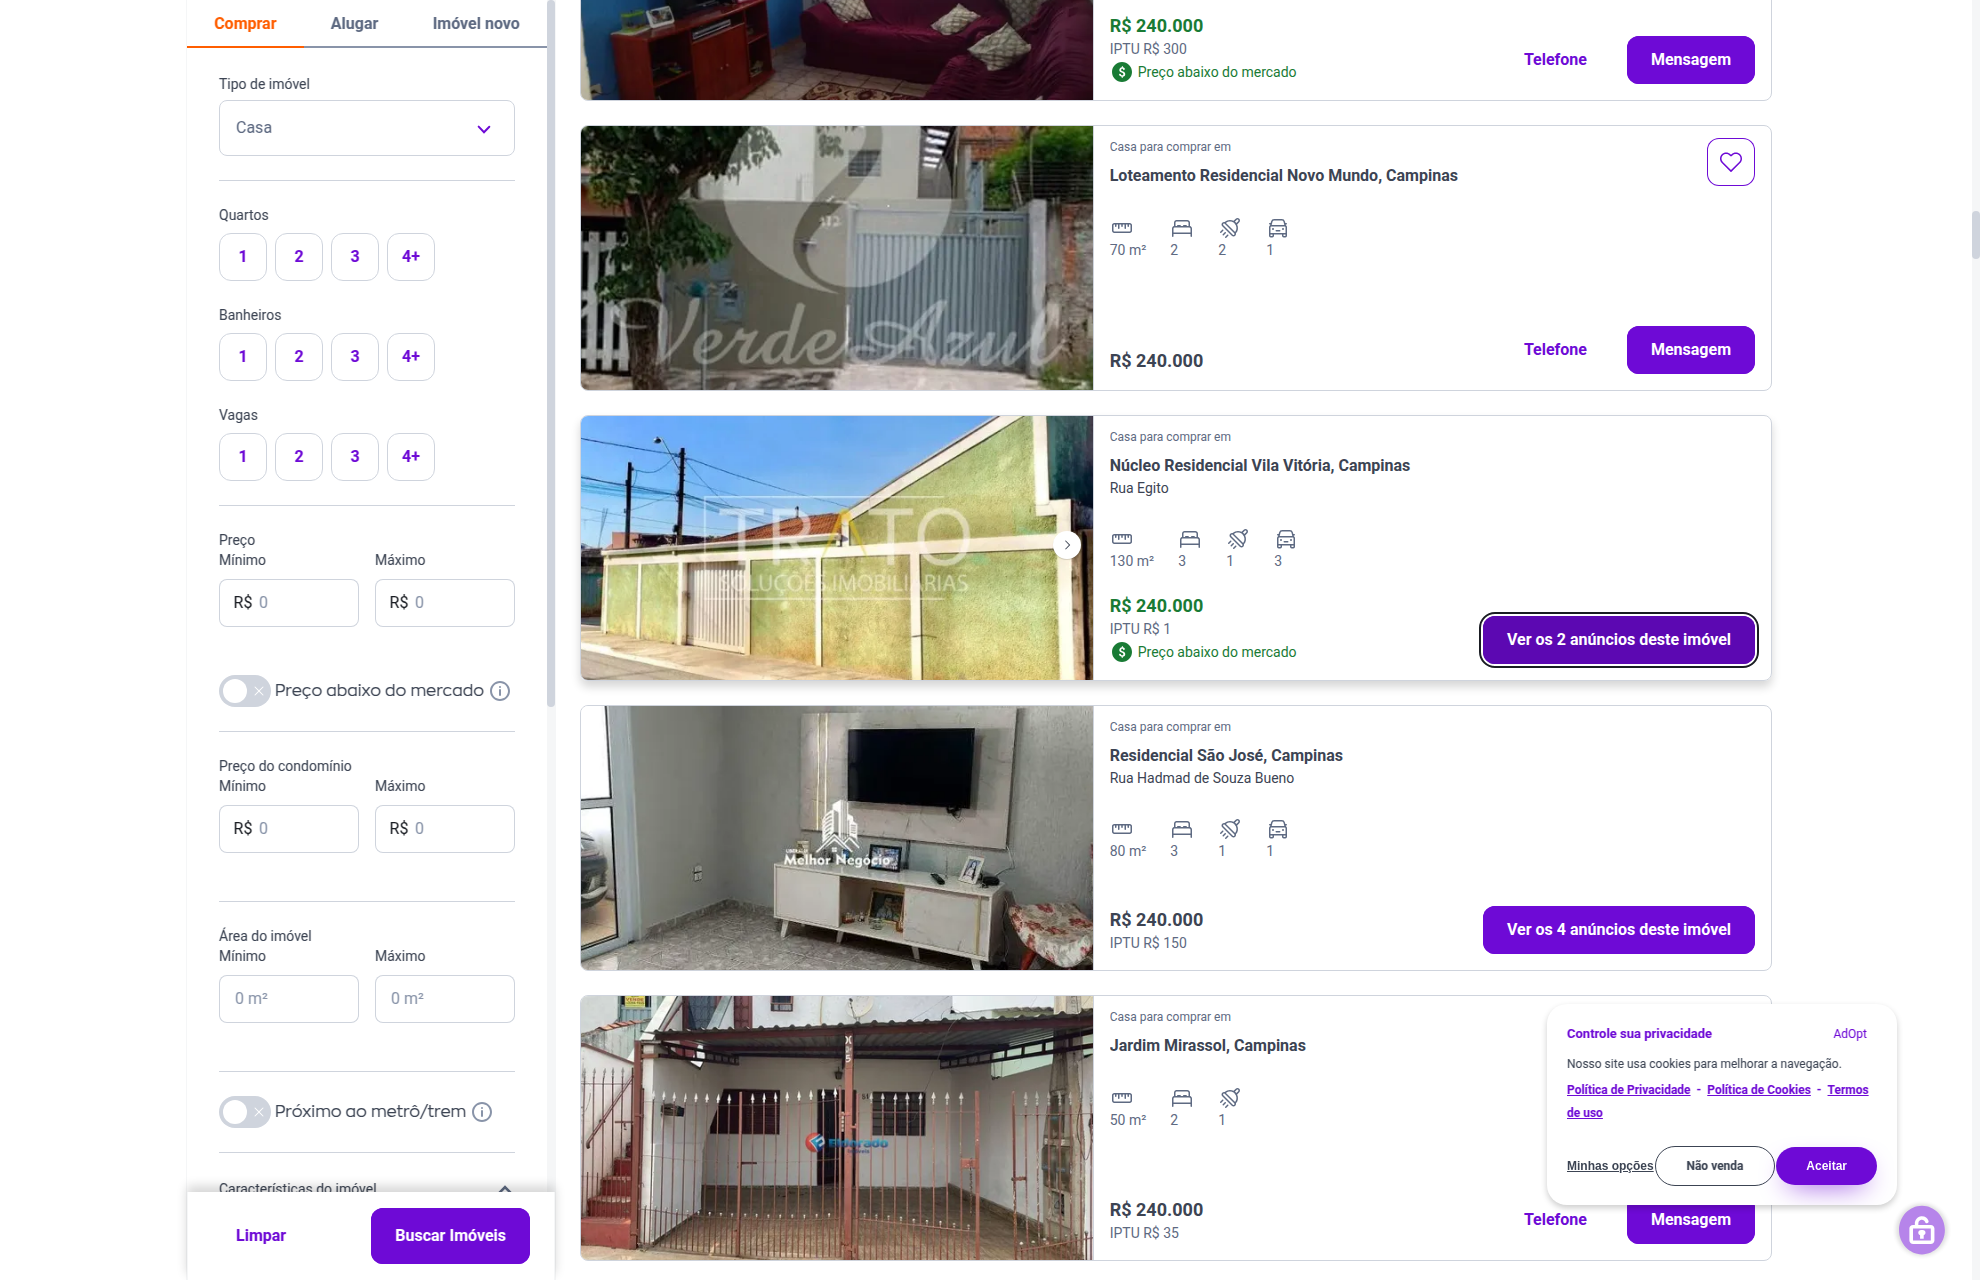 Comprar
Alugar
Imóvel novo
Tipo de imóvel
Casa
Quartos
1
2
3
4+
Banheiros
1
2
3
4+
Vagas
1
2
3
4+
Preço
Mínimo
Máximo
R$ 0
R$ 0
Preço abaixo do mercado
Preço do condomínio
Mínimo
Máximo
R$ 0
R$ 0
Área do imóvel
Mínimo
Máximo
0 m²
0 m²
Próximo ao metrô/trem
Características do imóvel
Limpar
Buscar Imóveis
R$ 240.000
IPTU R$ 300
Preço abaixo do mercado
Telefone
Mensagem
Verde Azul
Casa para comprar em
Loteamento Residencial Novo Mundo, Campinas
70 m²
2
2
1
R$ 240.000
Telefone
Mensagem
TRATO
SOLUÇÕES IMOBILIÁRIAS
Casa para comprar em
Núcleo Residencial Vila Vitória, Campinas
Rua Egito
130 m²
3
1
3
R$ 240.000
IPTU R$ 1
Preço abaixo do mercado
Ver os 2 anúncios deste imóvel
Melhor Negócio
Casa para comprar em
Residencial São José, Campinas
Rua Hadmad de Souza Bueno
80 m²
3
1
1
R$ 240.000
IPTU R$ 150
Ver os 4 anúncios deste imóvel
Eldorado
Casa para comprar em
Jardim Mirassol, Campinas
50 m²
2
1
R$ 240.000
IPTU R$ 35
Telefone
Mensagem
Controle sua privacidade
AdOpt
Nosso site usa cookies para melhorar a navegação.
Política de Privacidade - Política de Cookies - Termos
de uso
Minhas opções
Não venda
Aceitar